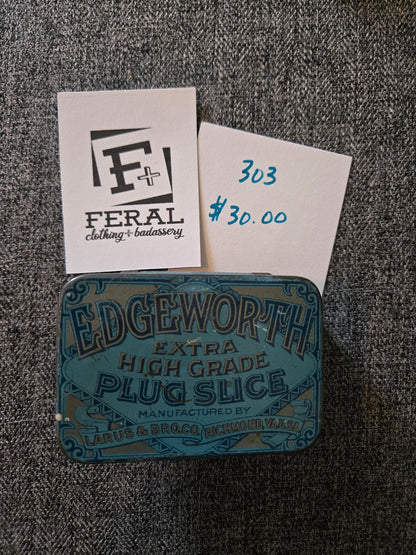 F+
FERAL
clothing + badassery
303
$30.00
EDGEWORTH
EXTRA
HIGH GRADE
PLUG SLICE
MANUFACTURED BY
LARUS & BRO.CO. RICHMOND, VA.U.S.A.